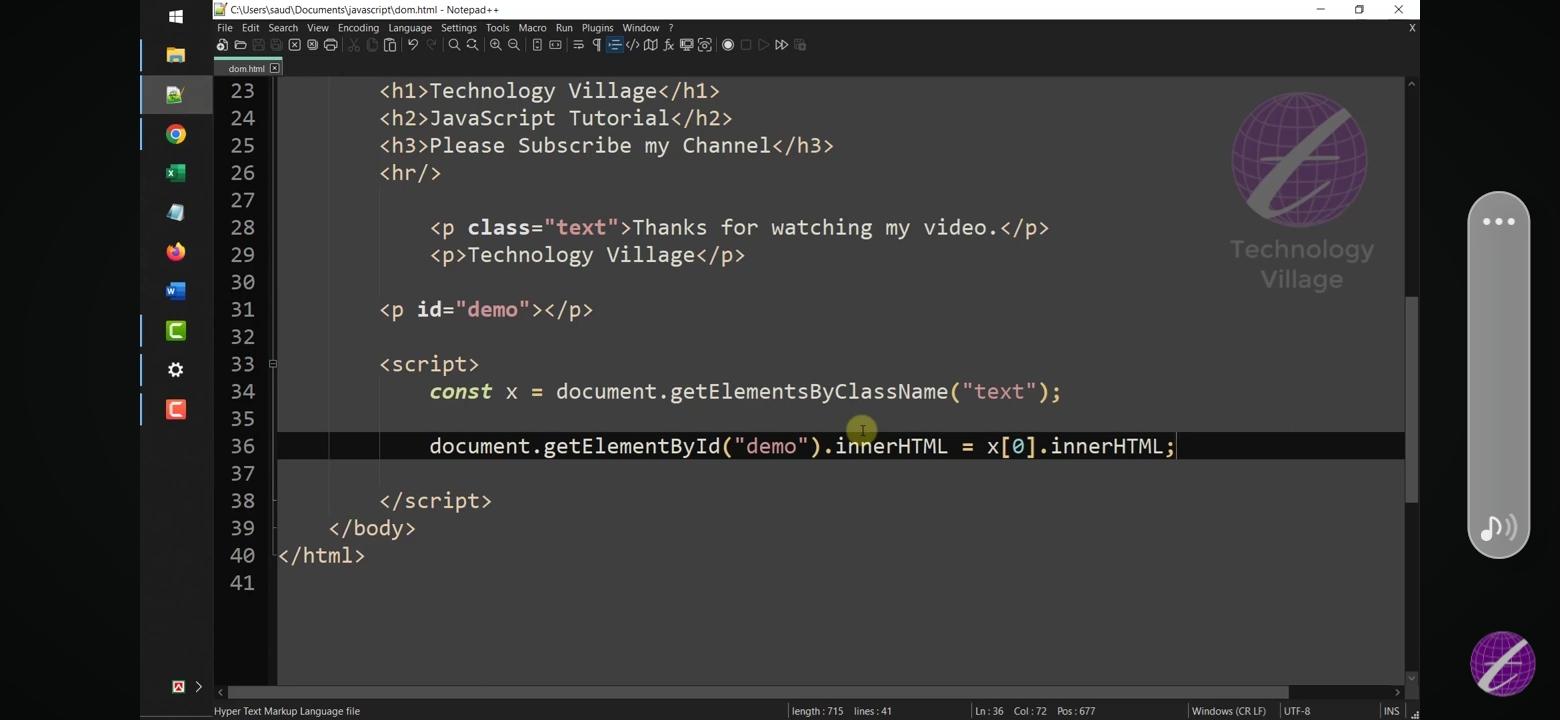 C:\Users\saud\Documents\javascript\dom.html - Notepad++
File Edit Search View Encoding Language Settings Tools Macro Run Plugins Window ? X
dom.html
23 <h1>Technology Village</h1>
24 <h2>JavaScript Tutorial</h2>
25 <h3>Please Subscribe my Channel</h3>
26 <hr/>
27
28 <p class="text">Thanks for watching my video.</p>
29 <p>Technology Village</p>
30
31 <p id="demo"></p>
32
33 <script>
34 const x = document.getElementsByClassName("text");
35
36 document.getElementById("demo").innerHTML = x[0].innerHTML;
37
38 </script>
39 </body>
40 </html>
41
Technology
Village
Hyper Text Markup Language file length : 715 lines : 41 Ln : 36 Col : 72 Pos : 677 Windows (CR LF) UTF-8 INS